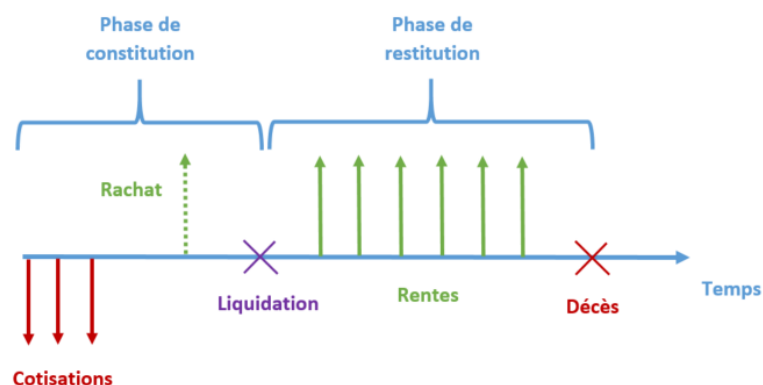 Phase de
constitution
Phase de
restitution
Rachat
Liquidation
Rentes
Décès
Temps
Cotisations